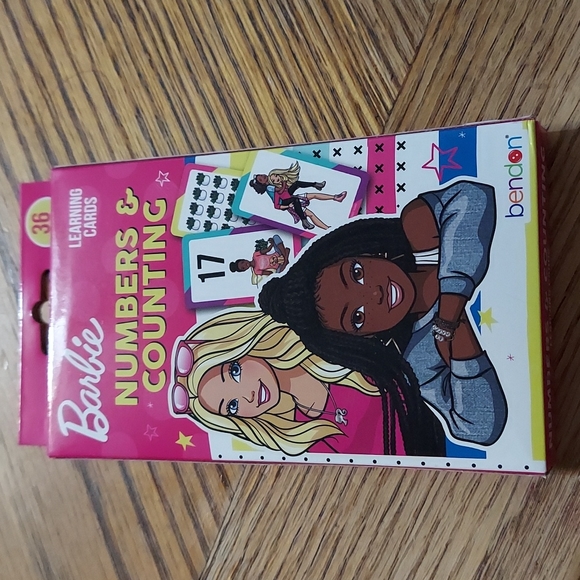 36
LEARNING
CARDS
Barbie
NUMBERS &
COUNTING
17
bendon